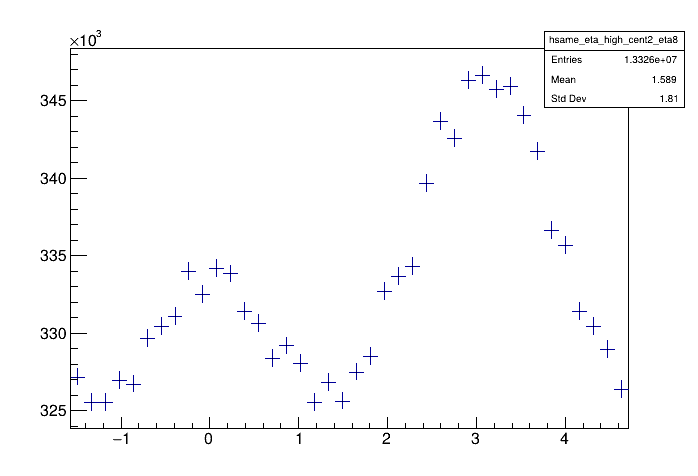 ×10³
hsame_eta_high_cent2_eta8
Entries 1.3326e+07
Mean 1.589
Std Dev 1.81
345
340
335
330
325
−1 0 1 2 3 4